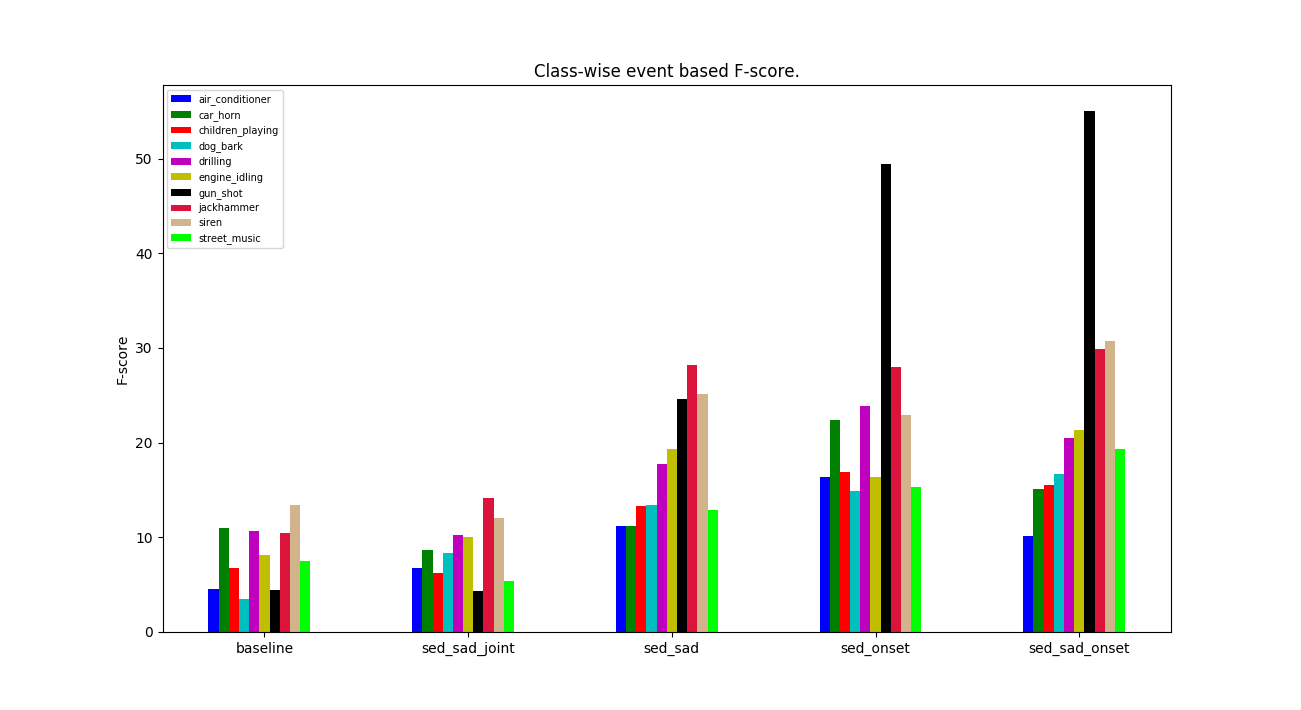 Class-wise event based F-score.
air_conditioner
car_horn
children_playing
dog_bark
drilling
engine_idling
gun_shot
jackhammer
siren
street_music
F-score
50
40
30
20
10
0
baseline
sed_sad_joint
sed_sad
sed_onset
sed_sad_onset